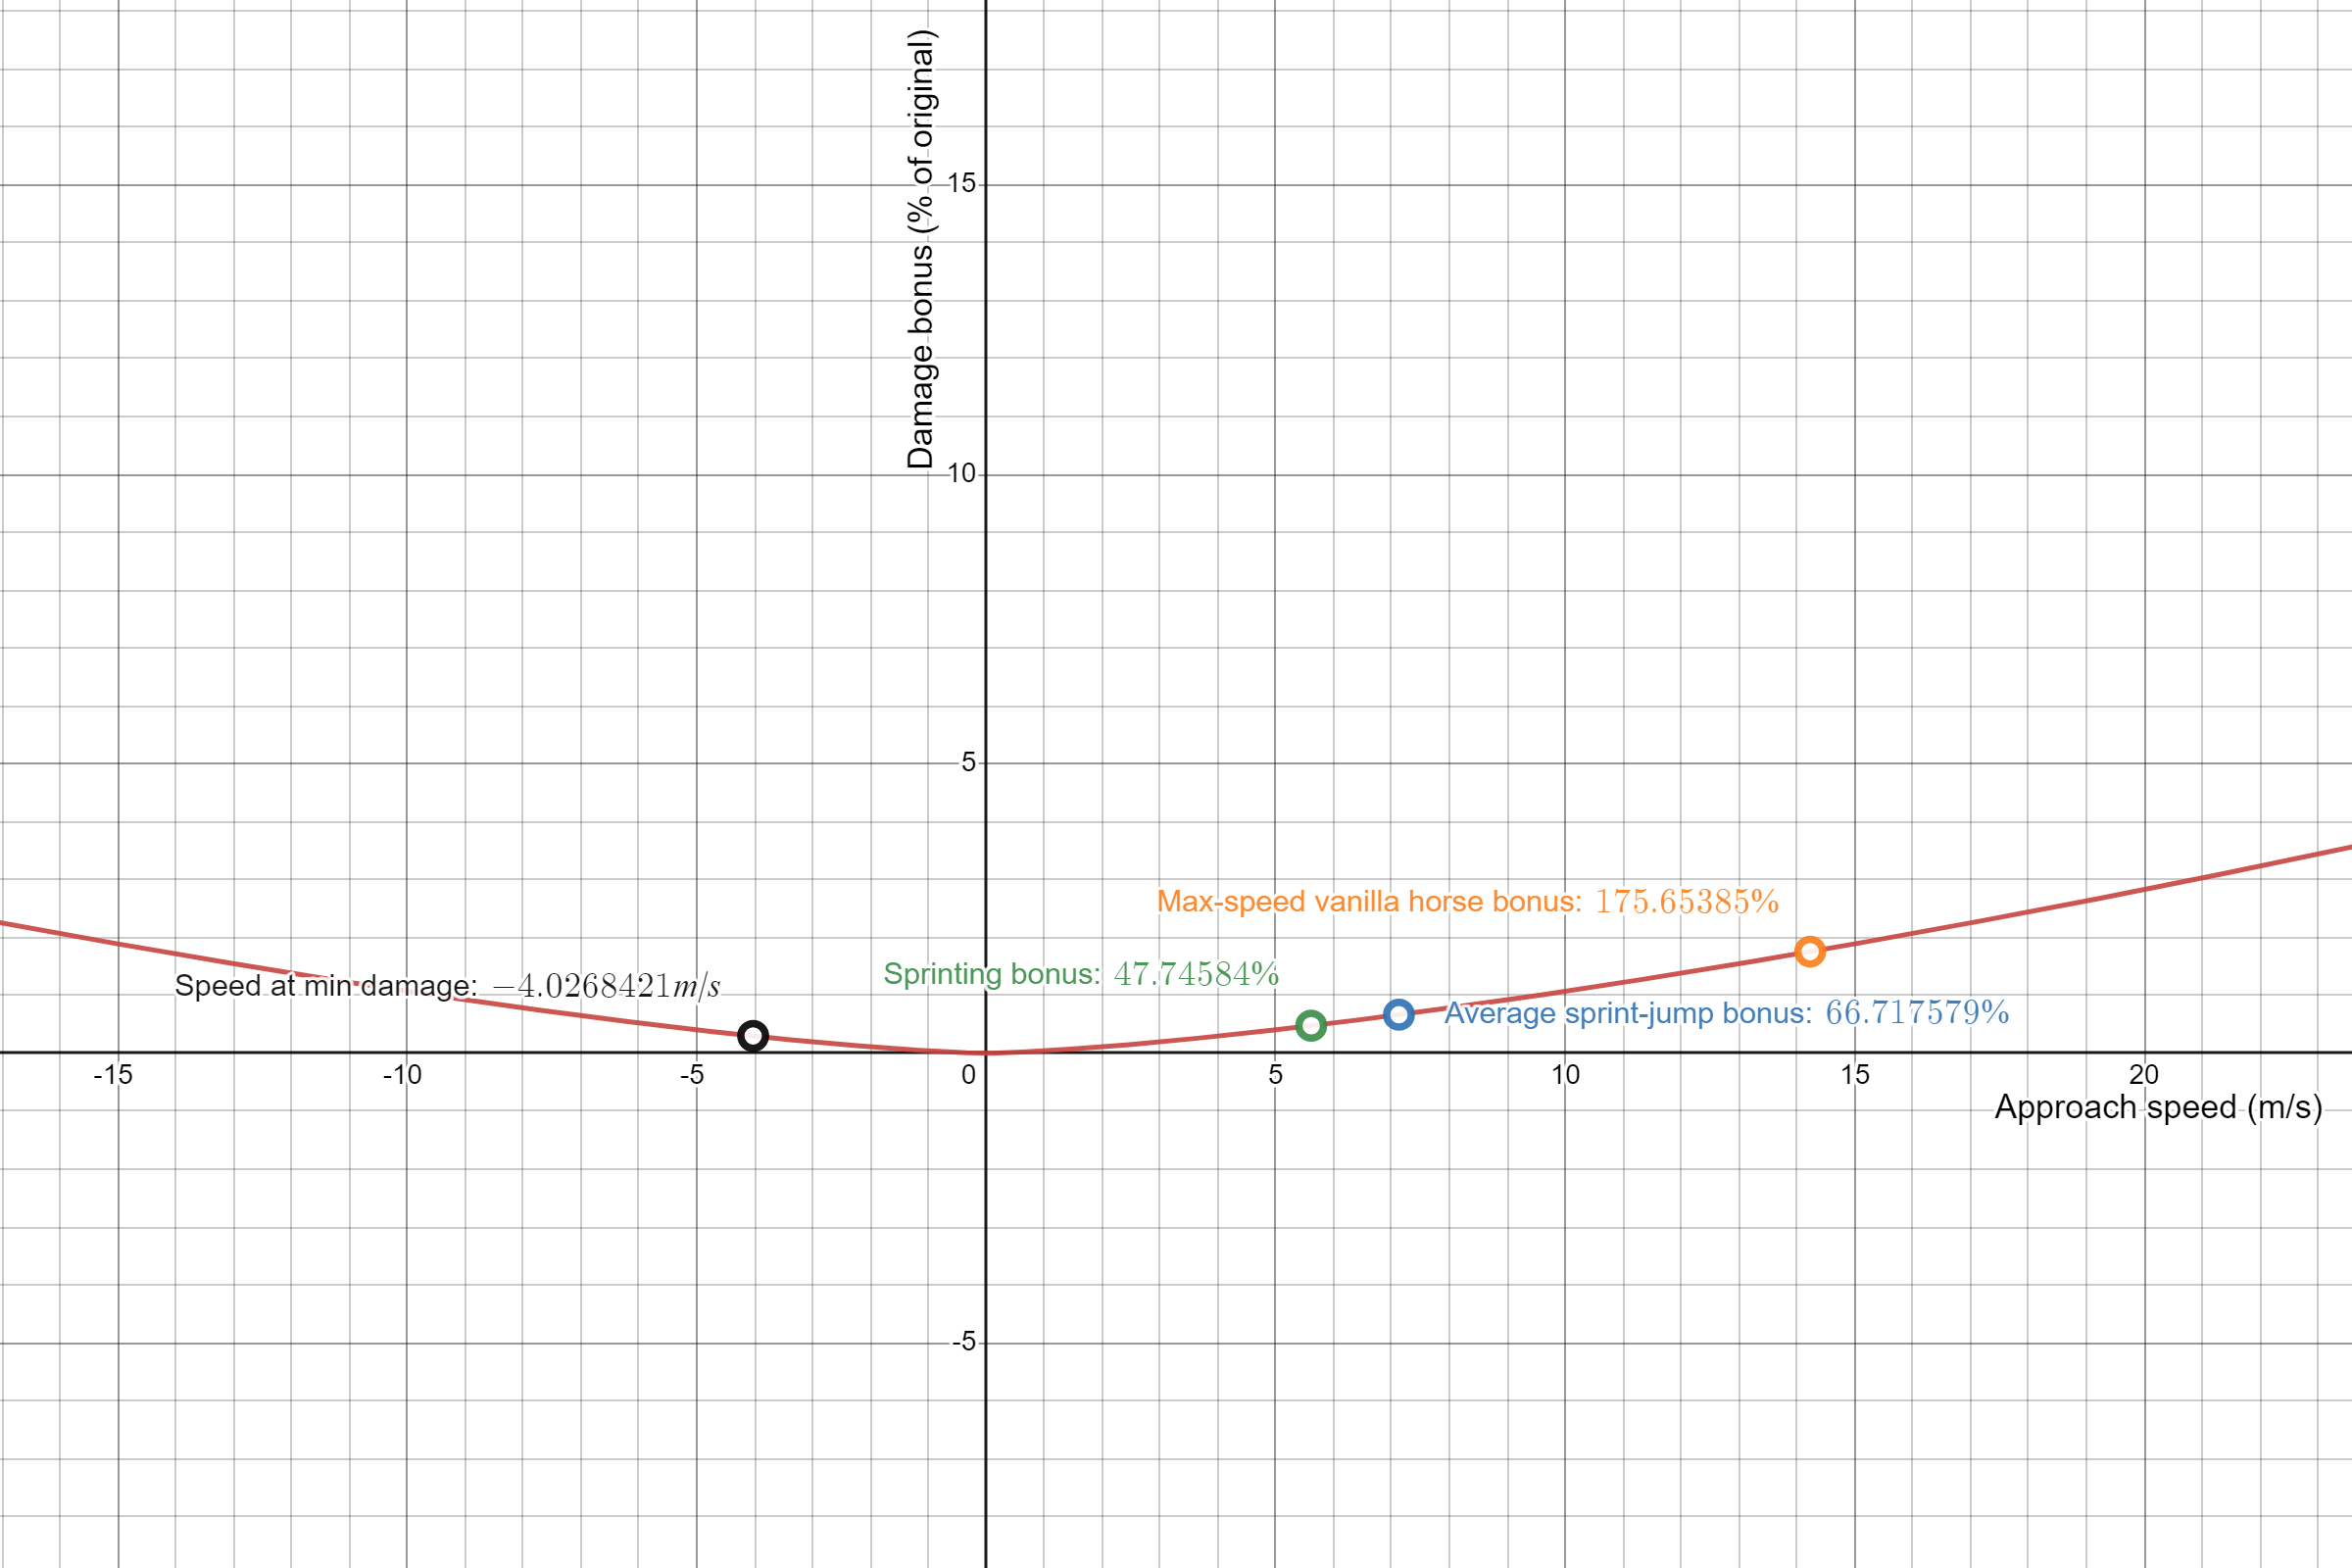 Damage bonus (% of original)
15
10
5
Max-speed vanilla horse bonus: 175.65385%
Sprinting bonus: 47.74584%
Speed at min damage: −4.0268421m/s
Average sprint-jump bonus: 66.717579%
-15 -10 -5 0 5 10 15 20
Approach speed (m/s)
-5